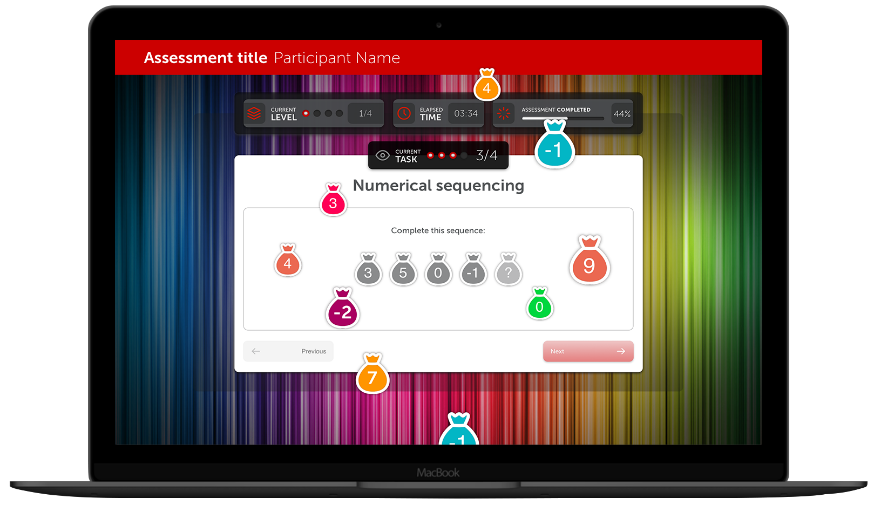 Assessment title Participant Name
4
CURRENT
LEVEL
1/4
ELAPSED
TIME
03:34
ASSESSMENT COMPLETED
44%
-1
CURRENT
TASK
3/4
Numerical sequencing
3
Complete this sequence:
4
3 5 0 -1 ?
9
-2
0
Previous
Next
7
-1
MacBook